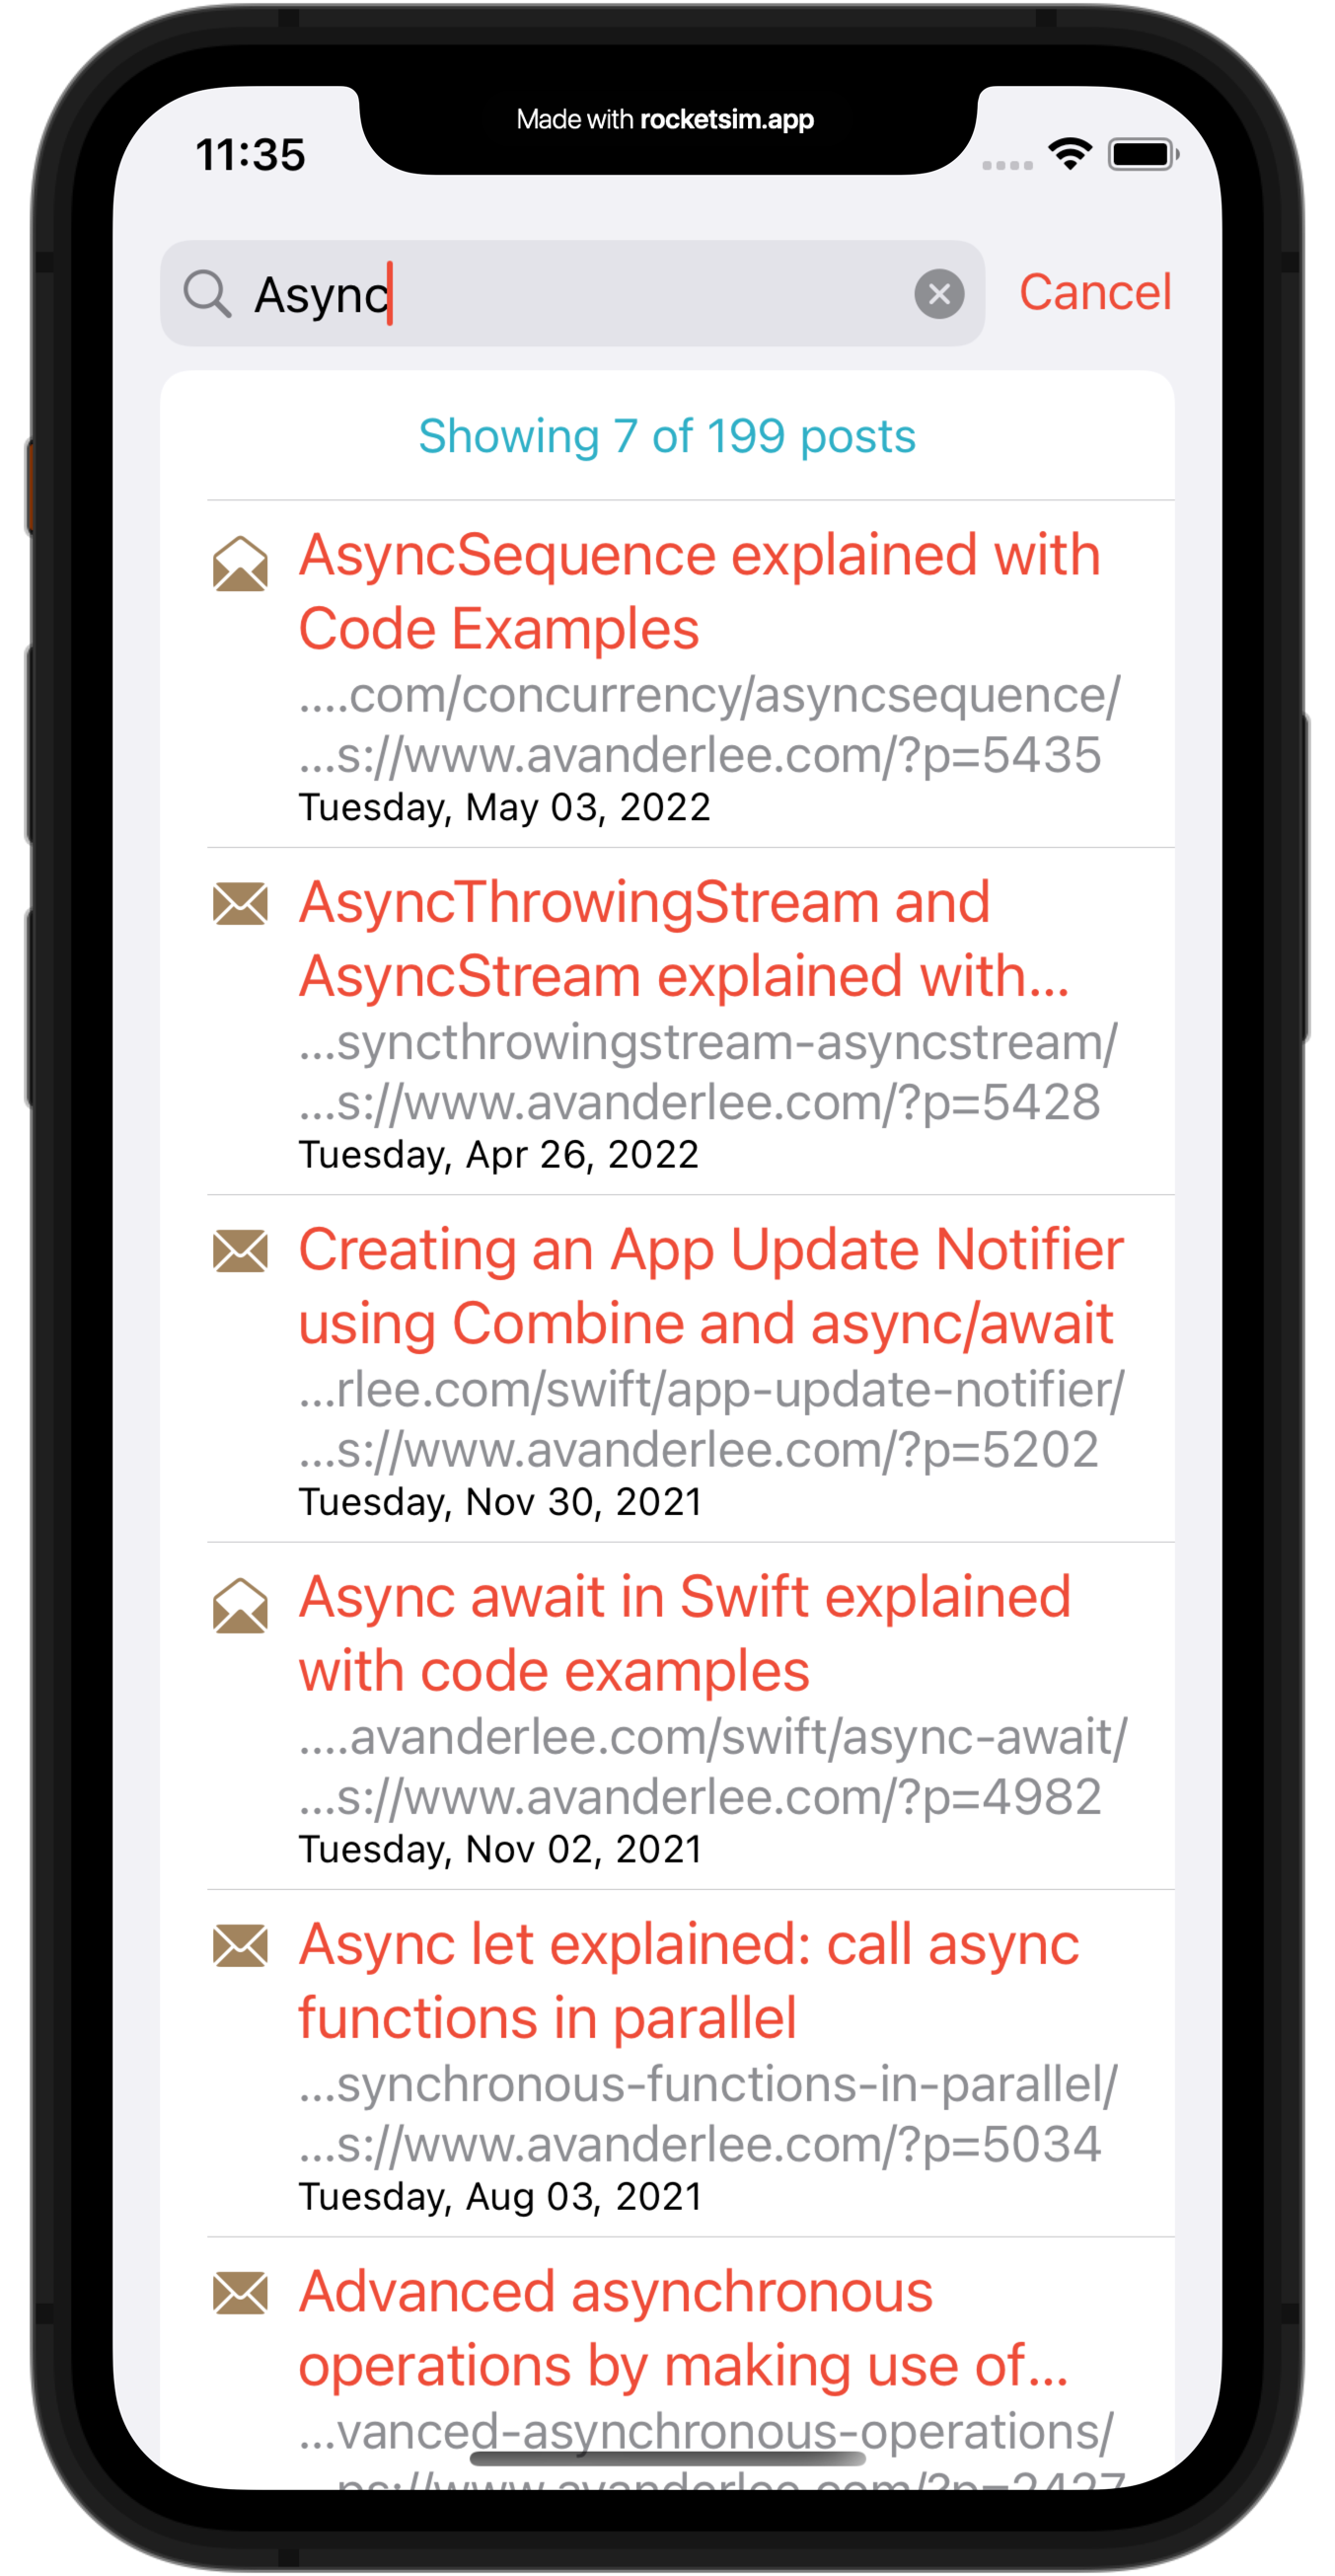 Made with rocketsim.app
11:35
Async
Cancel
Showing 7 of 199 posts
AsyncSequence explained with
Code Examples
....com/concurrency/asyncsequence/
...s://www.avanderlee.com/?p=5435
Tuesday, May 03, 2022
AsyncThrowingStream and
AsyncStream explained with...
...syncthrowingstream-asyncstream/
...s://www.avanderlee.com/?p=5428
Tuesday, Apr 26, 2022
Creating an App Update Notifier
using Combine and async/await
...rlee.com/swift/app-update-notifier/
...s://www.avanderlee.com/?p=5202
Tuesday, Nov 30, 2021
Async await in Swift explained
with code examples
....avanderlee.com/swift/async-await/
...s://www.avanderlee.com/?p=4982
Tuesday, Nov 02, 2021
Async let explained: call async
functions in parallel
...synchronous-functions-in-parallel/
...s://www.avanderlee.com/?p=5034
Tuesday, Aug 03, 2021
Advanced asynchronous
operations by making use of...
...vanced-asynchronous-operations/
...ps://www.avanderlee.com/?p=2427